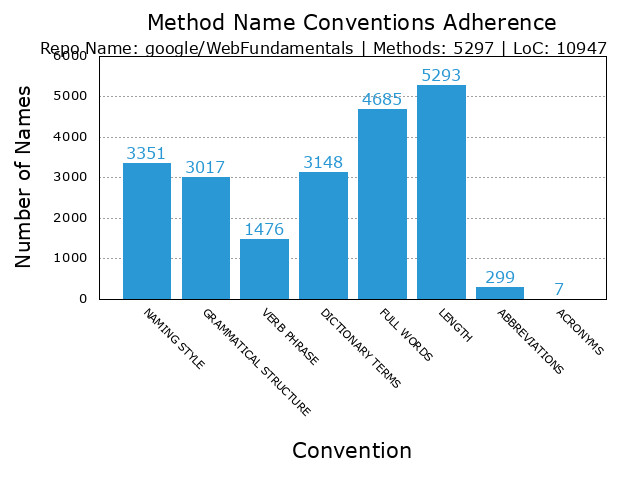 Method Name Conventions Adherence
Repo Name: google/WebFundamentals | Methods: 5297 | LoC: 10947
Number of Names
6000
5000
4000
3000
2000
1000
0
3351
3017
1476
3148
4685
5293
299
7
NAMING STYLE
GRAMMATICAL STRUCTURE
VERB PHRASE
DICTIONARY TERMS
FULL WORDS
LENGTH
ABBREVIATIONS
ACRONYMS
Convention